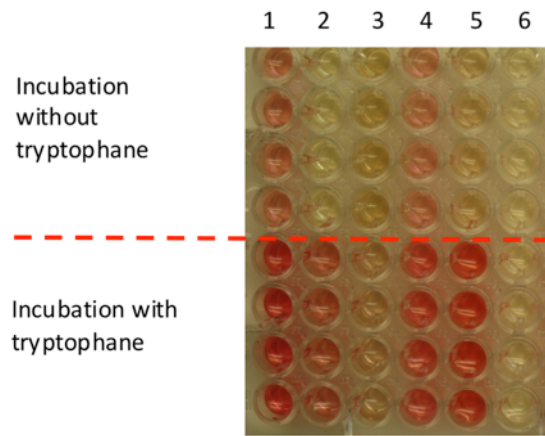 1 2 3 4 5 6
Incubation
without
tryptophane
Incubation with
tryptophane